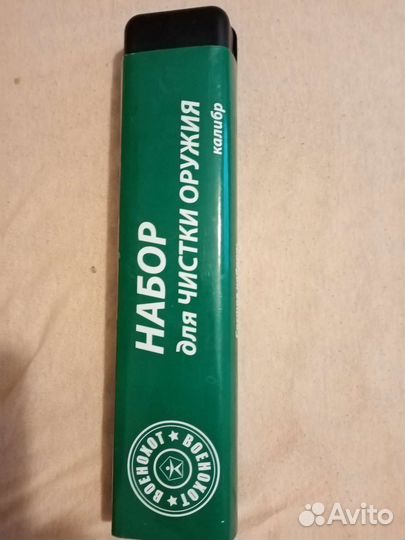 НАБОР
для ЧИСТКИ ОРУЖИЯ
калибр
ВОЕНОХОТ ★ ВОЕНОХОТ ★
Avito